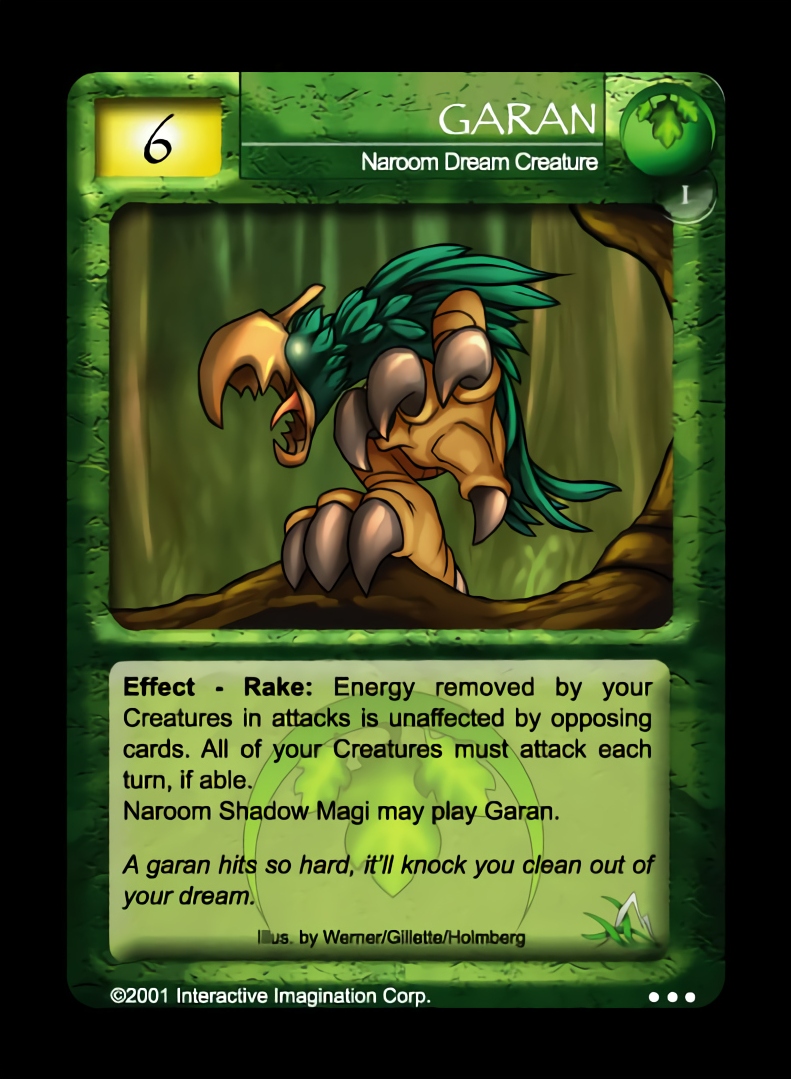 6
GARAN
Naroom Dream Creature
I
Effect - Rake: Energy removed by your
Creatures in attacks is unaffected by opposing
cards. All of your Creatures must attack each
turn, if able.
Naroom Shadow Magi may play Garan.
A garan hits so hard, it'll knock you clean out of
your dream.
Illus. by Werner/Gillette/Holmberg
©2001 Interactive Imagination Corp.